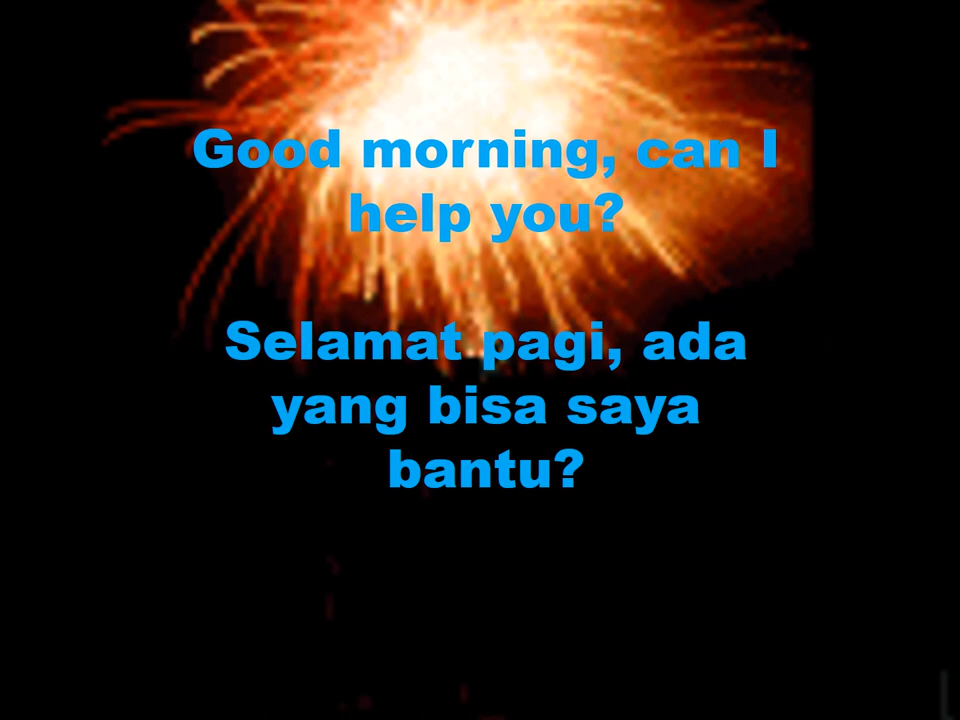 Good morning, can I
help you?
Selamat pagi, ada
yang bisa saya
bantu?